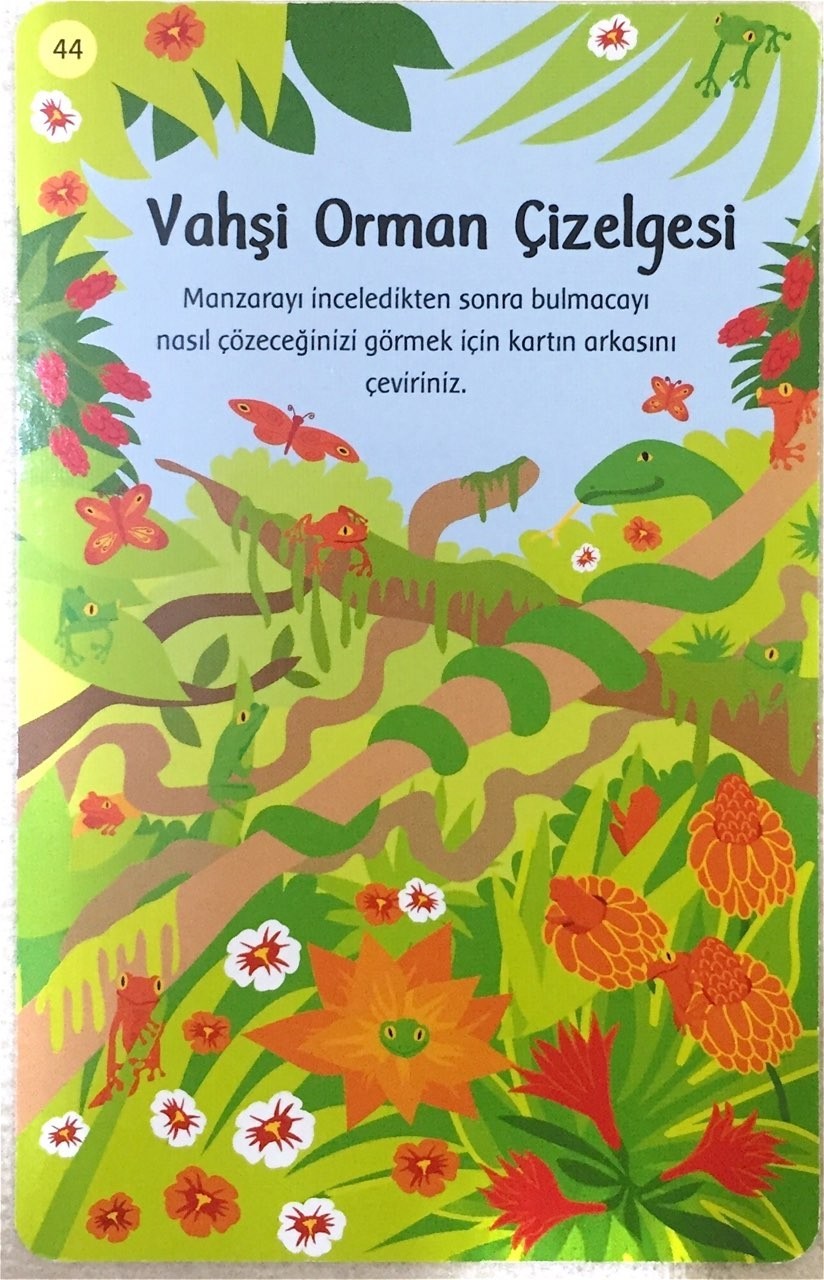 44
Vahşi Orman Çizelgesi
Manzarayı inceledikten sonra bulmacayı
nasıl çözeceğinizi görmek için kartın arkasını
çeviriniz.